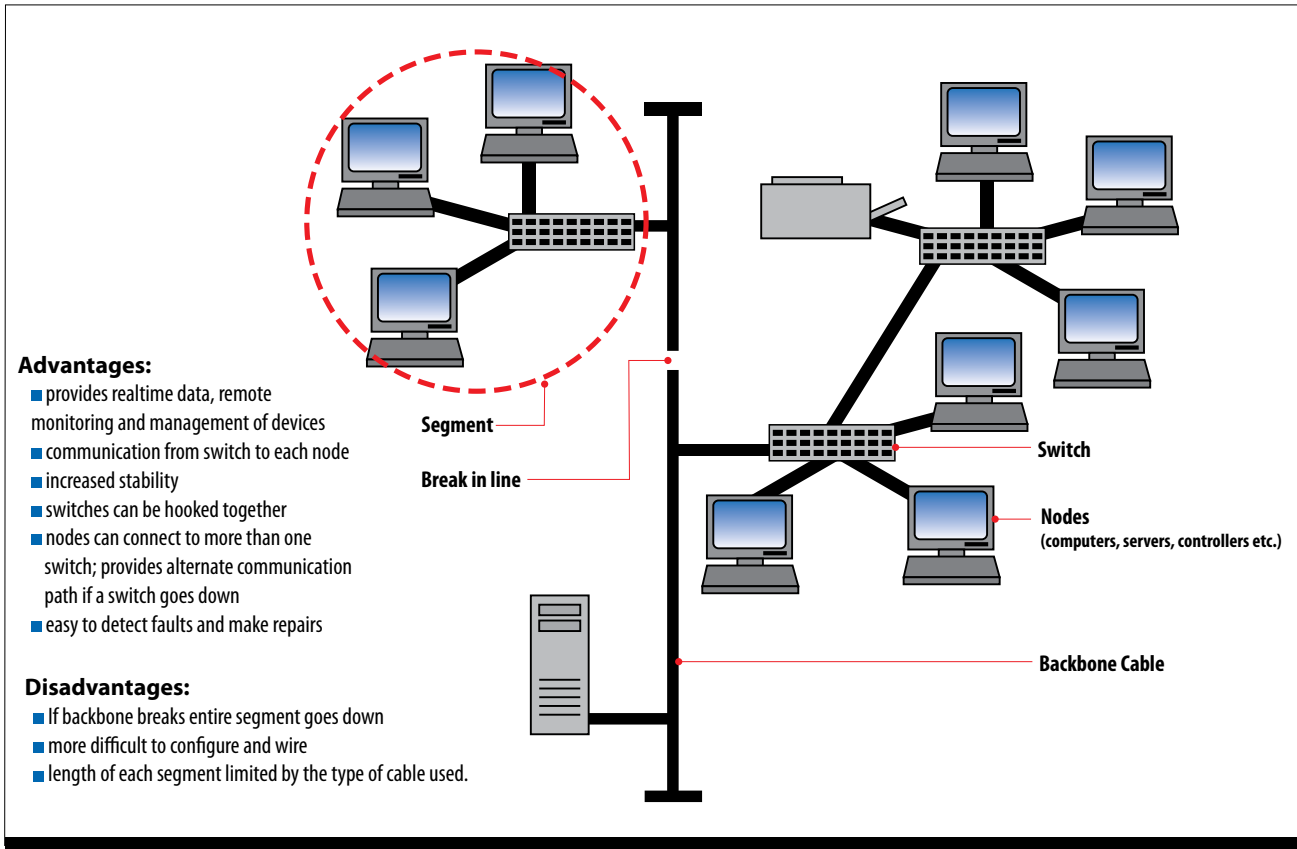 Advantages:
provides realtime data, remote
monitoring and management of devices
communication from switch to each node
increased stability
switches can be hooked together
nodes can connect to more than one
switch; provides alternate communication
path if a switch goes down
easy to detect faults and make repairs
Disadvantages:
If backbone breaks entire segment goes down
more difficult to configure and wire
length of each segment limited by the type of cable used.
Segment
Break in line
Switch
Nodes
(computers, servers, controllers etc.)
Backbone Cable